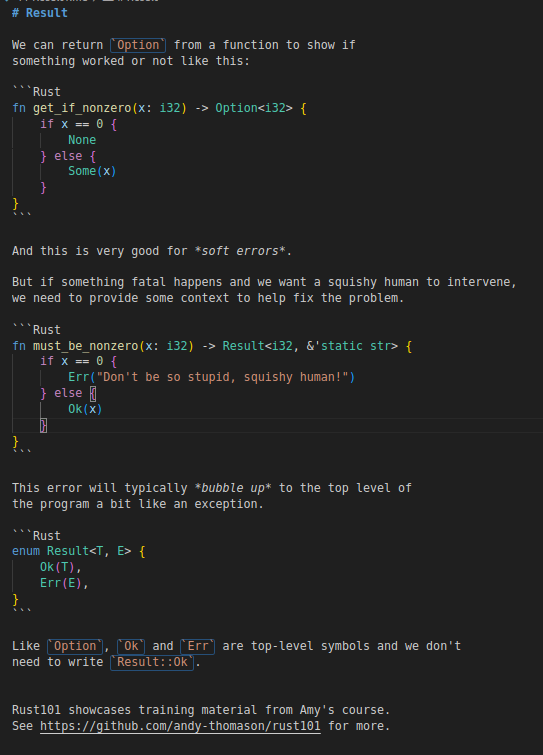 # Result
We can return `Option` from a function to show if
something worked or not like this:
```Rust
fn get_if_nonzero(x: i32) -> Option<i32> {
    if x == 0 {
        None
    } else {
        Some(x)
    }
}
```
And this is very good for *soft errors*.
But if something fatal happens and we want a squishy human to intervene,
we need to provide some context to help fix the problem.
```Rust
fn must_be_nonzero(x: i32) -> Result<i32, &'static str> {
    if x == 0 {
        Err("Don't be so stupid, squishy human!")
    } else {
        Ok(x)
    }
}
```
This error will typically *bubble up* to the top level of
the program a bit like an exception.
```Rust
enum Result<T, E> {
    Ok(T),
    Err(E),
}
```
Like `Option`, `Ok` and `Err` are top-level symbols and we don't
need to write `Result::Ok`.
Rust101 showcases training material from Amy's course.
See https://github.com/andy-thomason/rust101 for more.